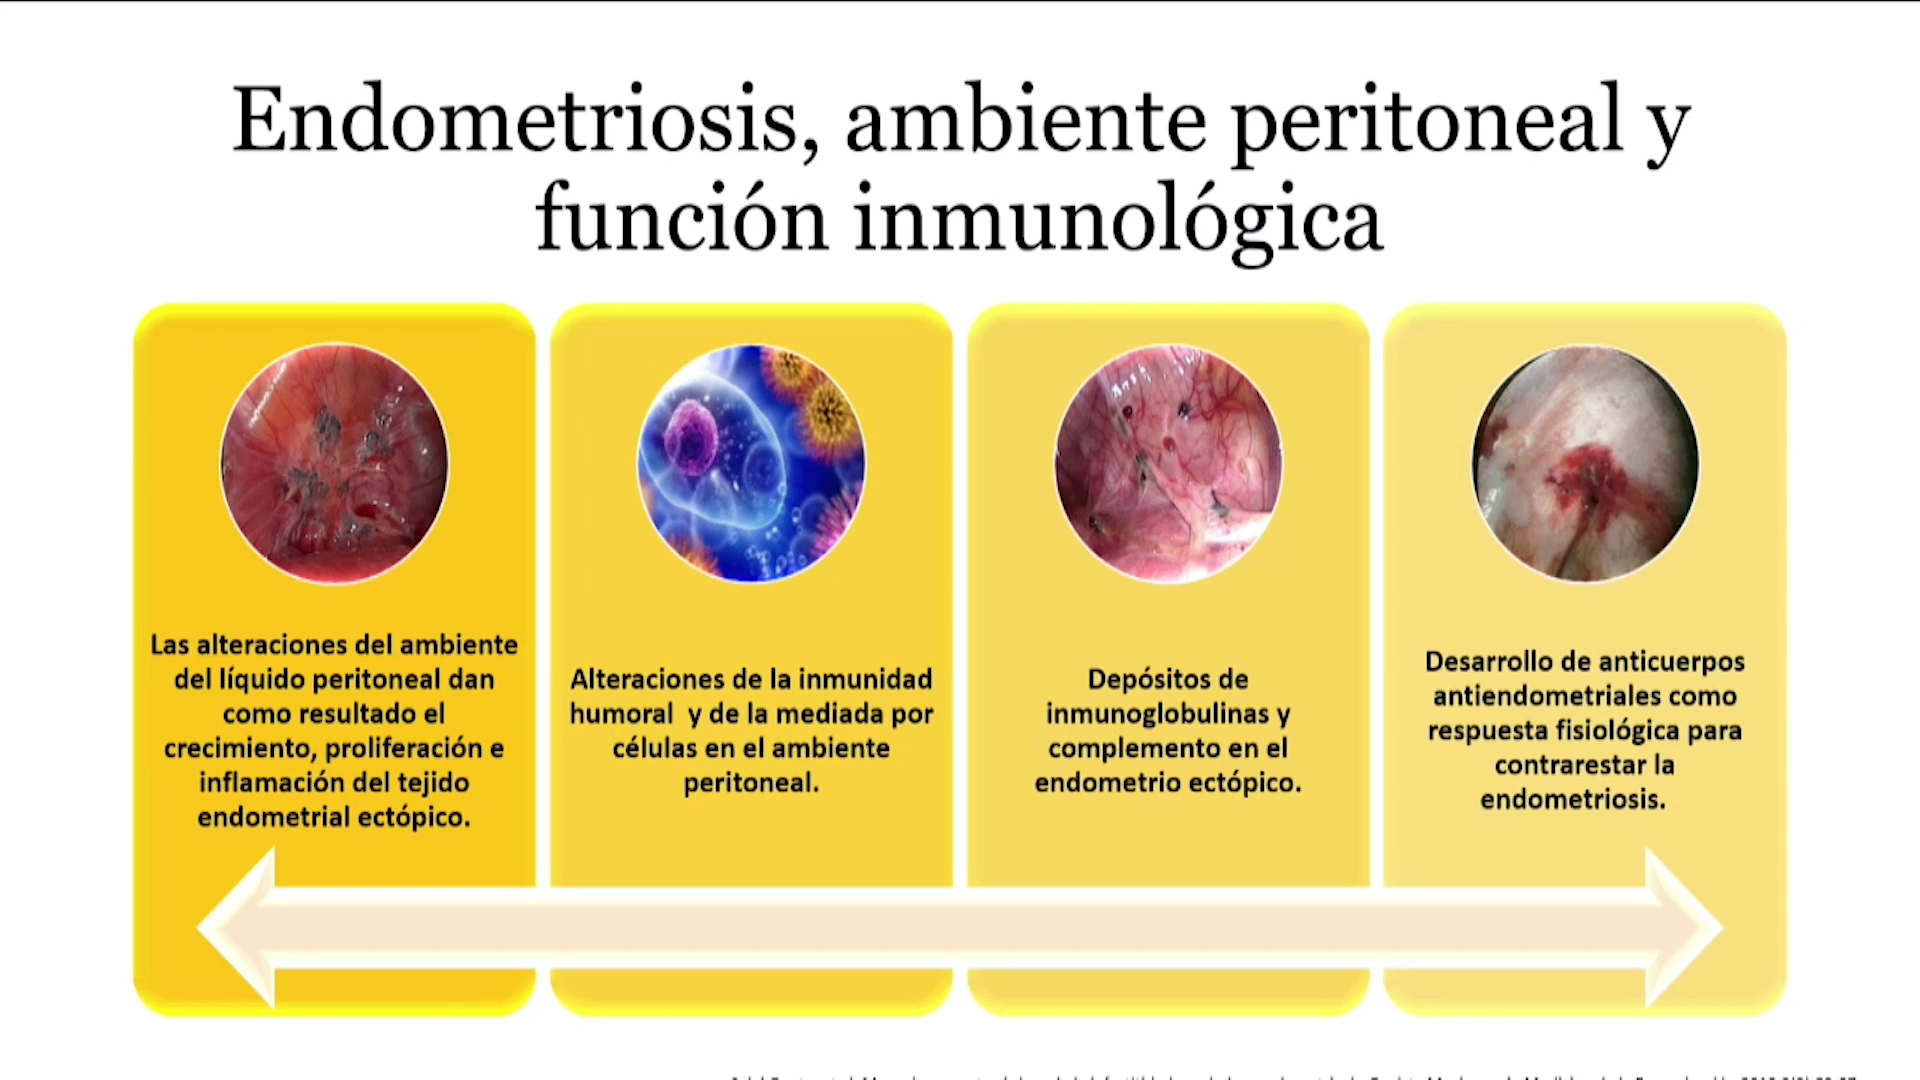 Endometriosis, ambiente peritoneal y
función inmunológica
Las alteraciones del ambiente
del líquido peritoneal dan
como resultado el
crecimiento, proliferación e
inflamación del tejido
endometrial ectópico.
Alteraciones de la inmunidad
humoral y de la mediada por
células en el ambiente
peritoneal.
Depósitos de
inmunoglobulinas y
complemento en el
endometrio ectópico.
Desarrollo de anticuerpos
antiendometriales como
respuesta fisiológica para
contrarestar la
endometriosis.